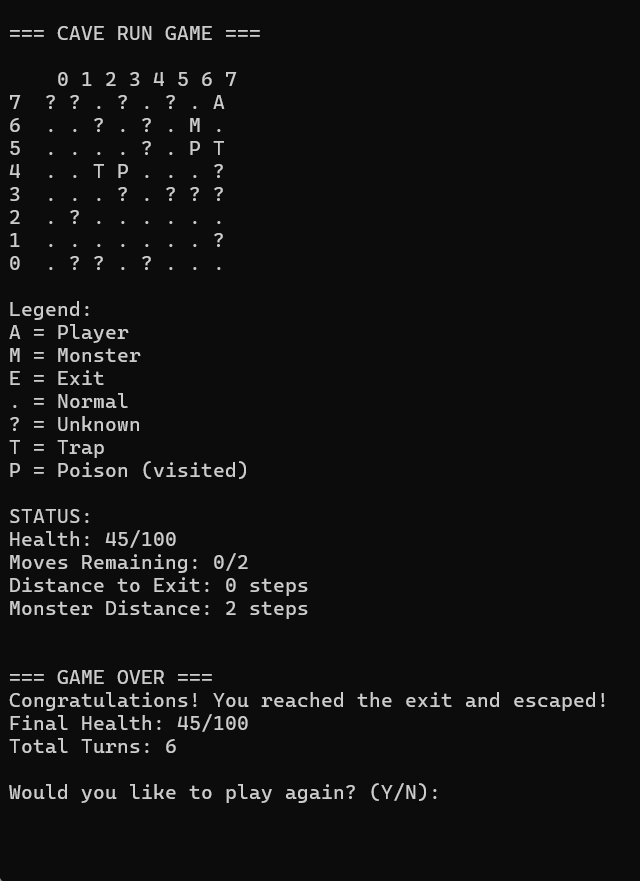 === CAVE RUN GAME ===
0 1 2 3 4 5 6 7
7 ? ? . ? . ? . A
6 . . ? . ? . M .
5 . . . . ? . P T
4 . . T P . . . ?
3 . . . ? . ? ? ?
2 . ? . . . . . .
1 . . . . . . . ?
0 . ? ? . ? . . .
Legend:
A = Player
M = Monster
E = Exit
. = Normal
? = Unknown
T = Trap
P = Poison (visited)
STATUS:
Health: 45/100
Moves Remaining: 0/2
Distance to Exit: 0 steps
Monster Distance: 2 steps
=== GAME OVER ===
Congratulations! You reached the exit and escaped!
Final Health: 45/100
Total Turns: 6
Would you like to play again? (Y/N):